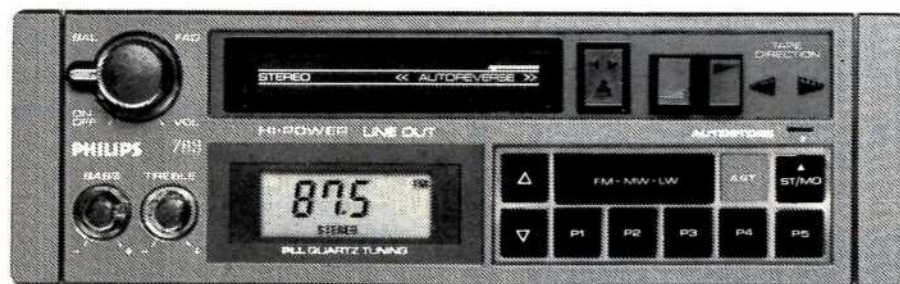 BAL FAD
STEREO << AUTOREVERSE >>
TAPE
DIRECTION
ON
OFF VOL
HI-POWER LINE OUT
AUTOSTORE
PHILIPS 789
BASS TREBLE
87.5 FM
STEREO
PLL QUARTZ TUNING
FM-MW-LW AST ST/MO
P1 P2 P3 P4 P5